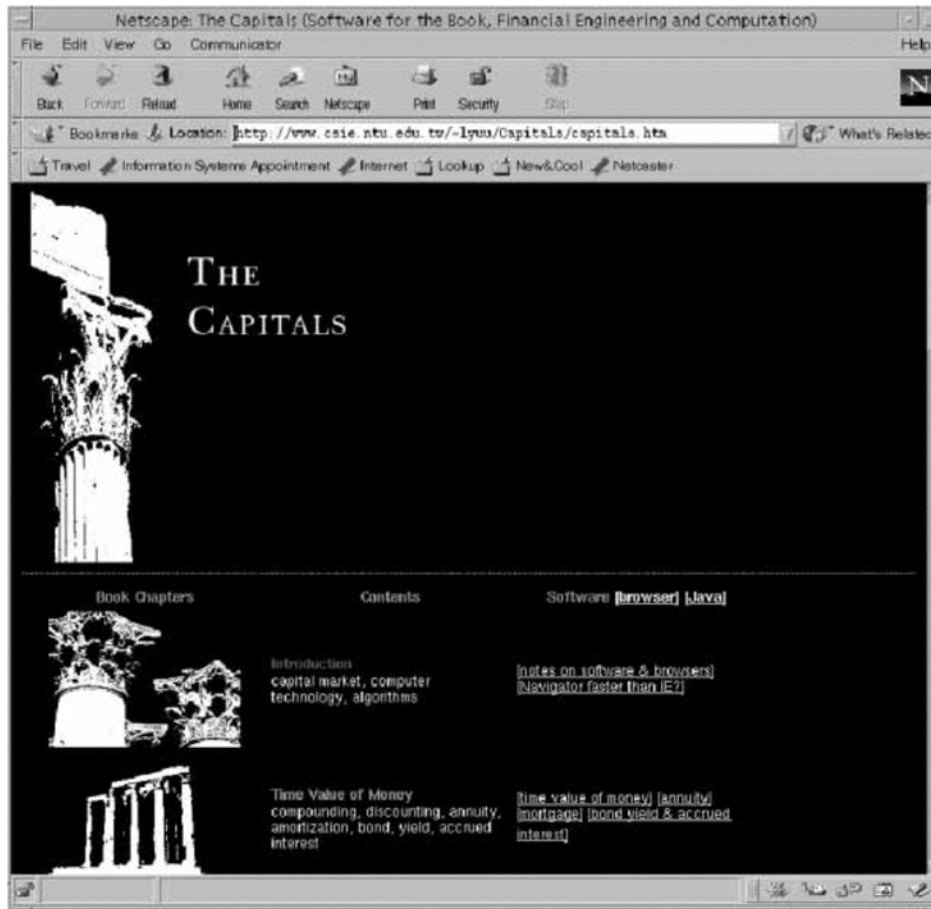 Netscape: The Capitals (Software for the Book, Financial Engineering and Computation)
File Edit View Go Communicator Help
Back Forward Reload Home Search Netscape Print Security Stop
N
Bookmarks Location: http://www.csie.ntu.edu.tw/~lyuu/Capitals/capitals.htm What's Related
Travel Information Systems Appointment Internet Lookup New&Cool Netcaster
THE
CAPITALS
Book Chapters Contents Software [browser] [Java]
Introduction
capital market, computer
technology, algorithms
[notes on software & browsers]
[Navigator faster than IE?]
Time Value of Money
compounding, discounting, annuity,
amortization, bond, yield, accrued
interest
[time value of money] [annuity]
[mortgage] [bond yield & accrued
interest]